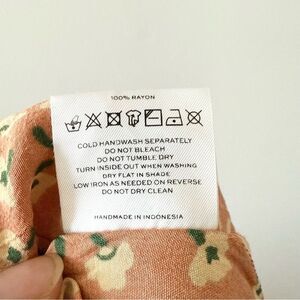 100% RAYON
COLD HANDWASH SEPARATELY
DO NOT BLEACH
DO NOT TUMBLE DRY
TURN INSIDE OUT WHEN WASHING
DRY FLAT IN SHADE
LOW IRON AS NEEDED ON REVERSE
DO NOT DRY CLEAN
HANDMADE IN INDONESIA